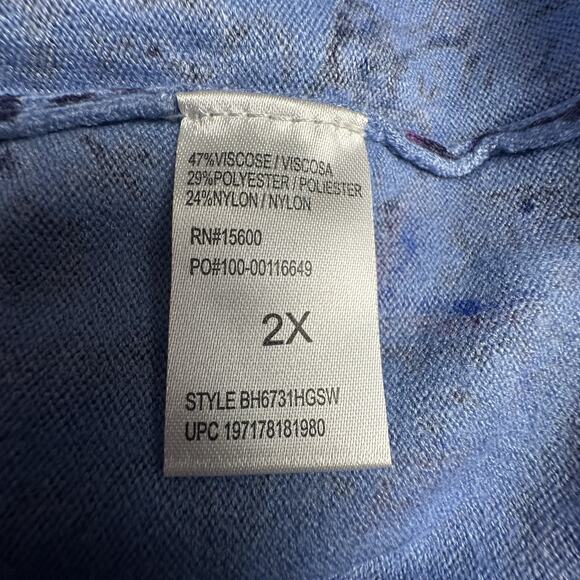 47%VISCOSE / VISCOSA
29%POLYESTER / POLIESTER
24%NYLON / NYLON
RN#15600
PO#100-00116649
2X
STYLE BH6731HGSW
UPC 197178181980